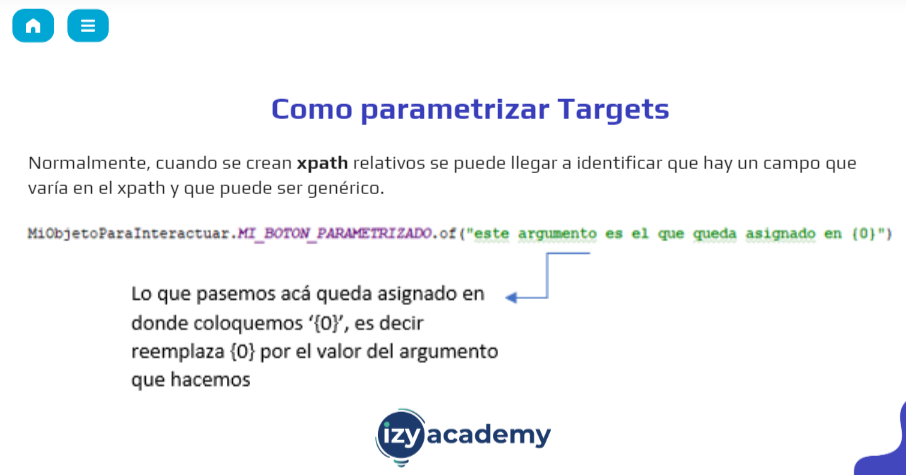 Como parametrizar Targets
Normalmente, cuando se crean xpath relativos se puede llegar a identificar que hay un campo que
varía en el xpath y que puede ser genérico.
MiObjetoParaInteractuar.MI_BOTON_PARAMETRIZADO.of("este argumento es el que queda asignado en {0}")
Lo que pasemos acá queda asignado en
donde coloquemos ‘{0}’, es decir
reemplaza {0} por el valor del argumento
que hacemos
izyacademy